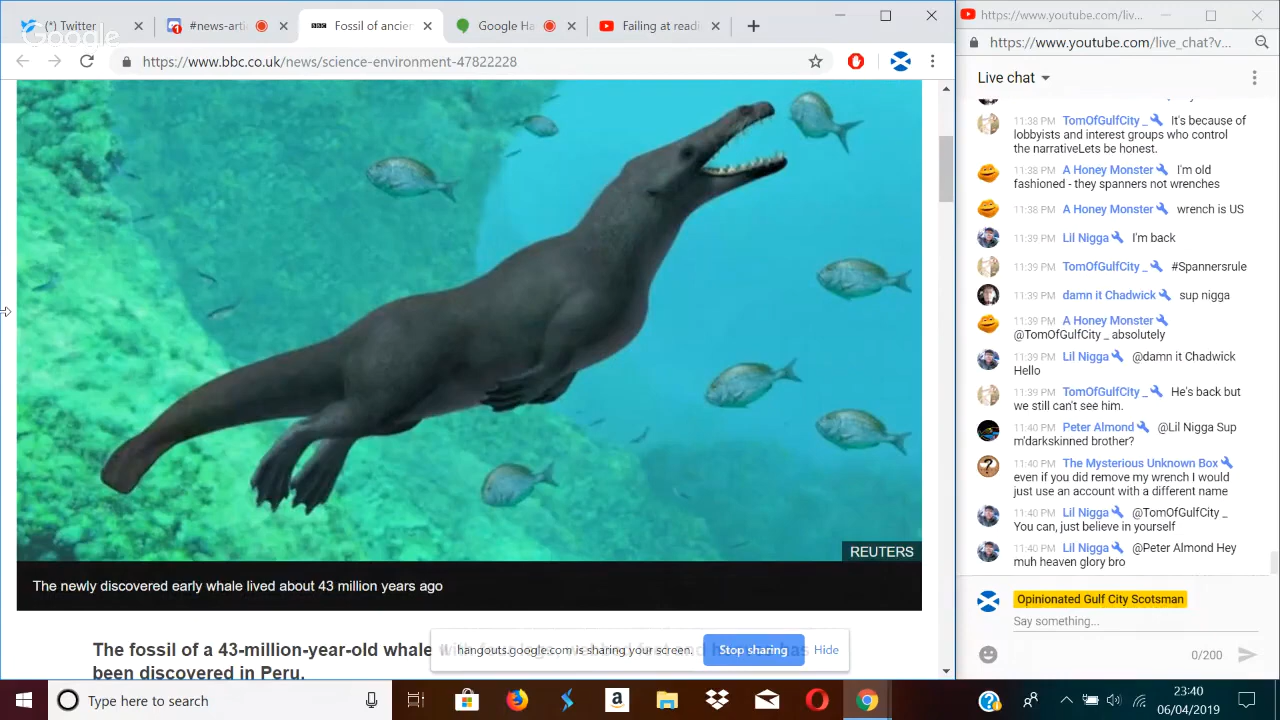 (*) Twitter
#news-arti
BBC
Fossil of ancie
Google Ha
Failing at read
Google
https://www.bbc.co.uk/news/science-environment-47822228
REUTERS
The newly discovered early whale lived about 43 million years ago
The fossil of a 43-million-year-old whale
been discovered in Peru.
hangouts.google.com is sharing your screen.
Stop sharing
Hide
https://www.youtube.com/liv...
https://www.youtube.com/live_chat?v...
Live chat
11:38 PM TomOfGulfCity _ It's because of
lobbyists and interest groups who control
the narrativeLets be honest.
11:38 PM A Honey Monster I'm old
fashioned - they spanners not wrenches
11:38 PM A Honey Monster wrench is US
11:39 PM Lil Nigga I'm back
11:39 PM TomOfGulfCity _ #Spannersrule
11:39 PM damn it Chadwick sup nigga
11:39 PM A Honey Monster
@TomOfGulfCity _ absolutely
11:39 PM Lil Nigga @damn it Chadwick
Hello
11:39 PM TomOfGulfCity _ He's back but
we still can't see him.
11:40 PM Peter Almond @Lil Nigga Sup
m'darkskinned brother?
11:40 PM The Mysterious Unknown Box
even if you did remove my wrench I would
just use an account with a different name
11:40 PM Lil Nigga @TomOfGulfCity _
You can, just believe in yourself
11:40 PM Lil Nigga @Peter Almond Hey
muh heaven glory bro
Opinionated Gulf City Scotsman
Say something...
0/200
Type here to search
23:40
06/04/2019